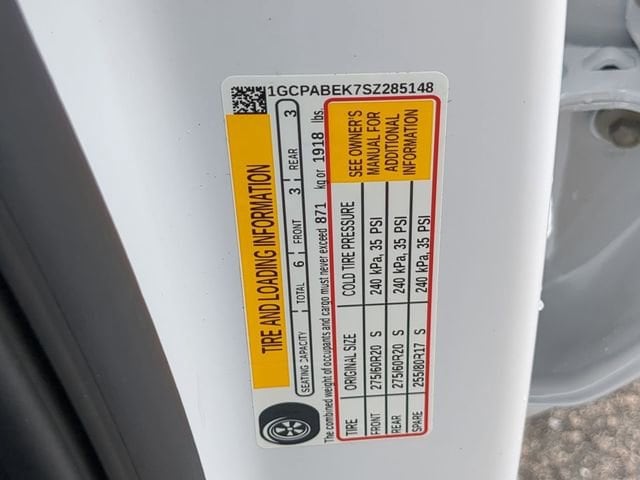 1GCPABEK7SZ285148
TIRE AND LOADING INFORMATION
SEATING CAPACITY TOTAL 6 FRONT 3 REAR 3
The combined weight of occupants and cargo must never exceed 871 kg or 1918 lbs.
TIRE ORIGINAL SIZE COLD TIRE PRESSURE
FRONT 275/60R20 S 240 kPa, 35 PSI
REAR 275/60R20 S 240 kPa, 35 PSI
SPARE 255/80R17 S 240 kPa, 35 PSI
SEE OWNER'S
MANUAL FOR
ADDITIONAL
INFORMATION